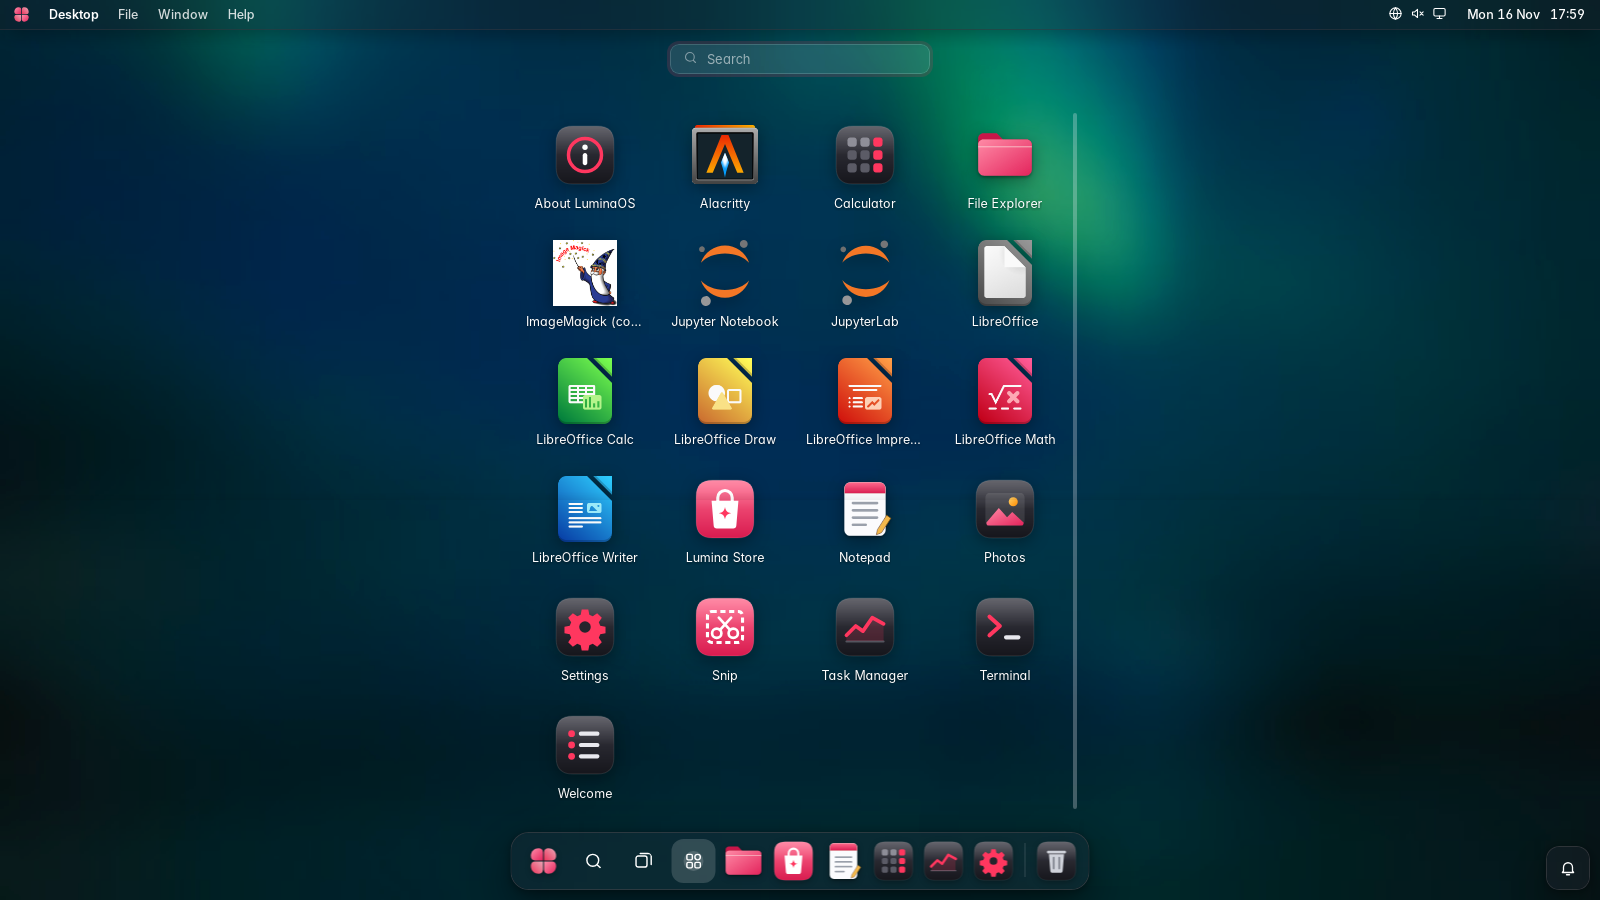 Desktop File Window Help
Mon 16 Nov 17:59
Search
About LuminaOS
Alacritty
Calculator
File Explorer
Image Magick
ImageMagick (co...
Jupyter Notebook
JupyterLab
LibreOffice
LibreOffice Calc
LibreOffice Draw
LibreOffice Impre...
LibreOffice Math
LibreOffice Writer
Lumina Store
Notepad
Photos
Settings
Snip
Task Manager
Terminal
Welcome